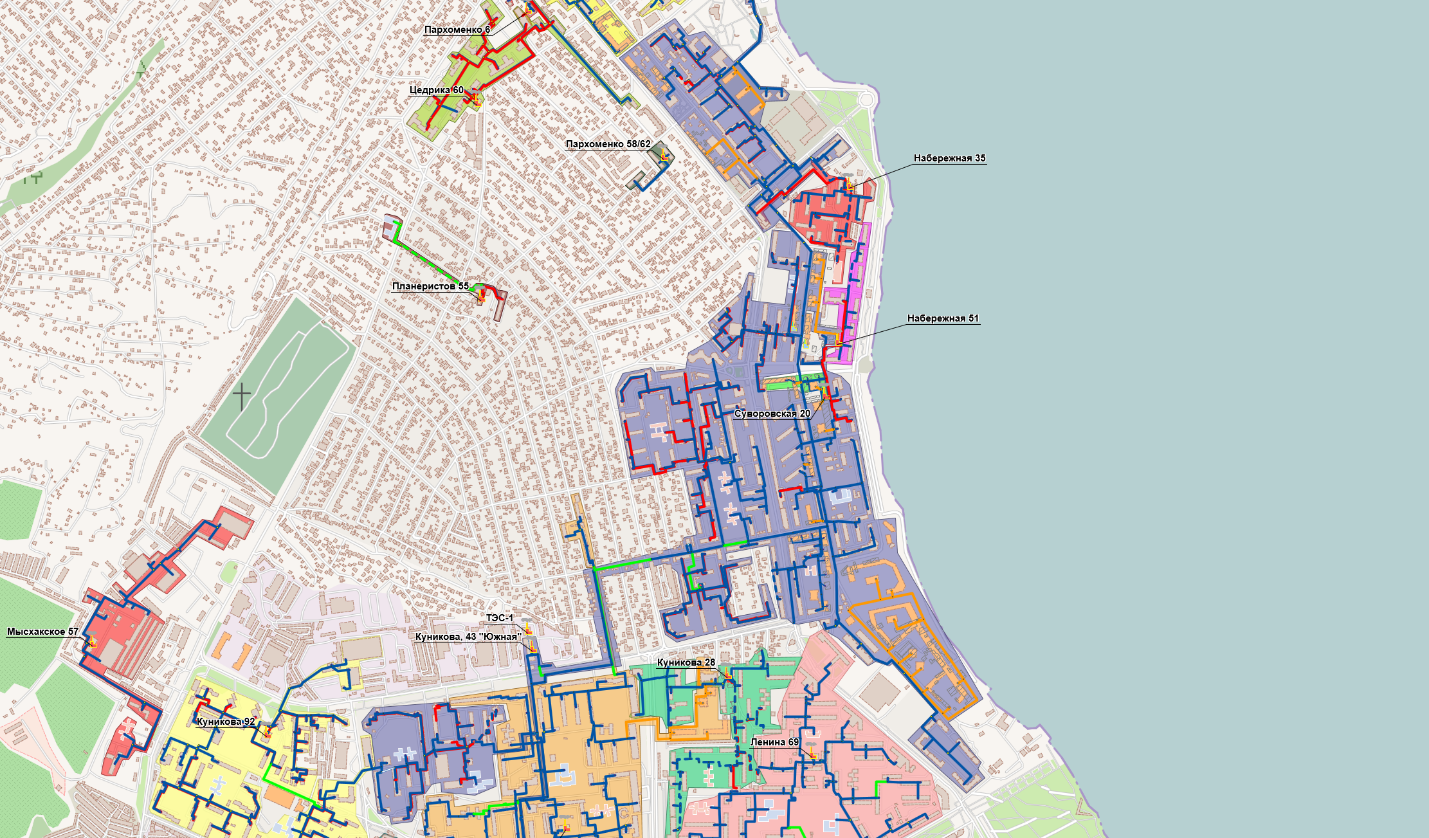 Пархоменко 6
Цедрика 60
Пархоменко 58/62
Набережная 35
Планеристов 55
Набережная 51
Суворовская 20
ТЭС-1
Мысхакское 57
Куникова, 43 "Южная"
Куникова 28
Куникова 92
Ленина 69